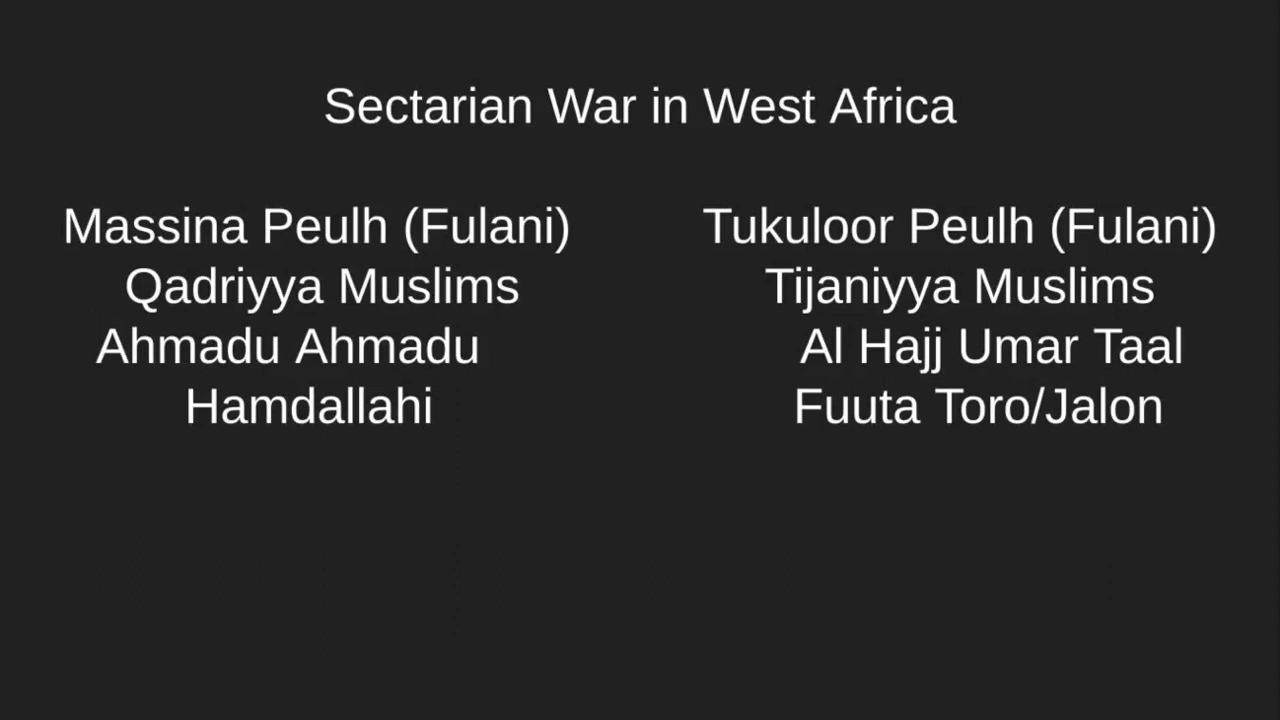 Sectarian War in West Africa
Massina Peulh (Fulani)
Qadriyya Muslims
Ahmadu Ahmadu
Hamdallahi
Tukuloor Peulh (Fulani)
Tijaniyya Muslims
Al Hajj Umar Taal
Fuuta Toro/Jalon